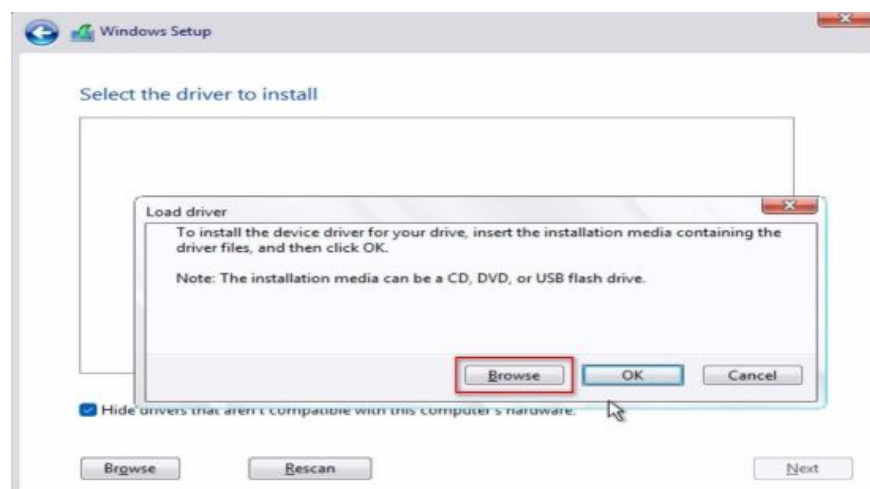 Windows Setup
Select the driver to install
Load driver
To install the device driver for your drive, insert the installation media containing the
driver files, and then click OK.
Note: The installation media can be a CD, DVD, or USB flash drive.
Browse OK Cancel
Hide drivers that aren't compatible with this computer's hardware.
Browse Rescan Next